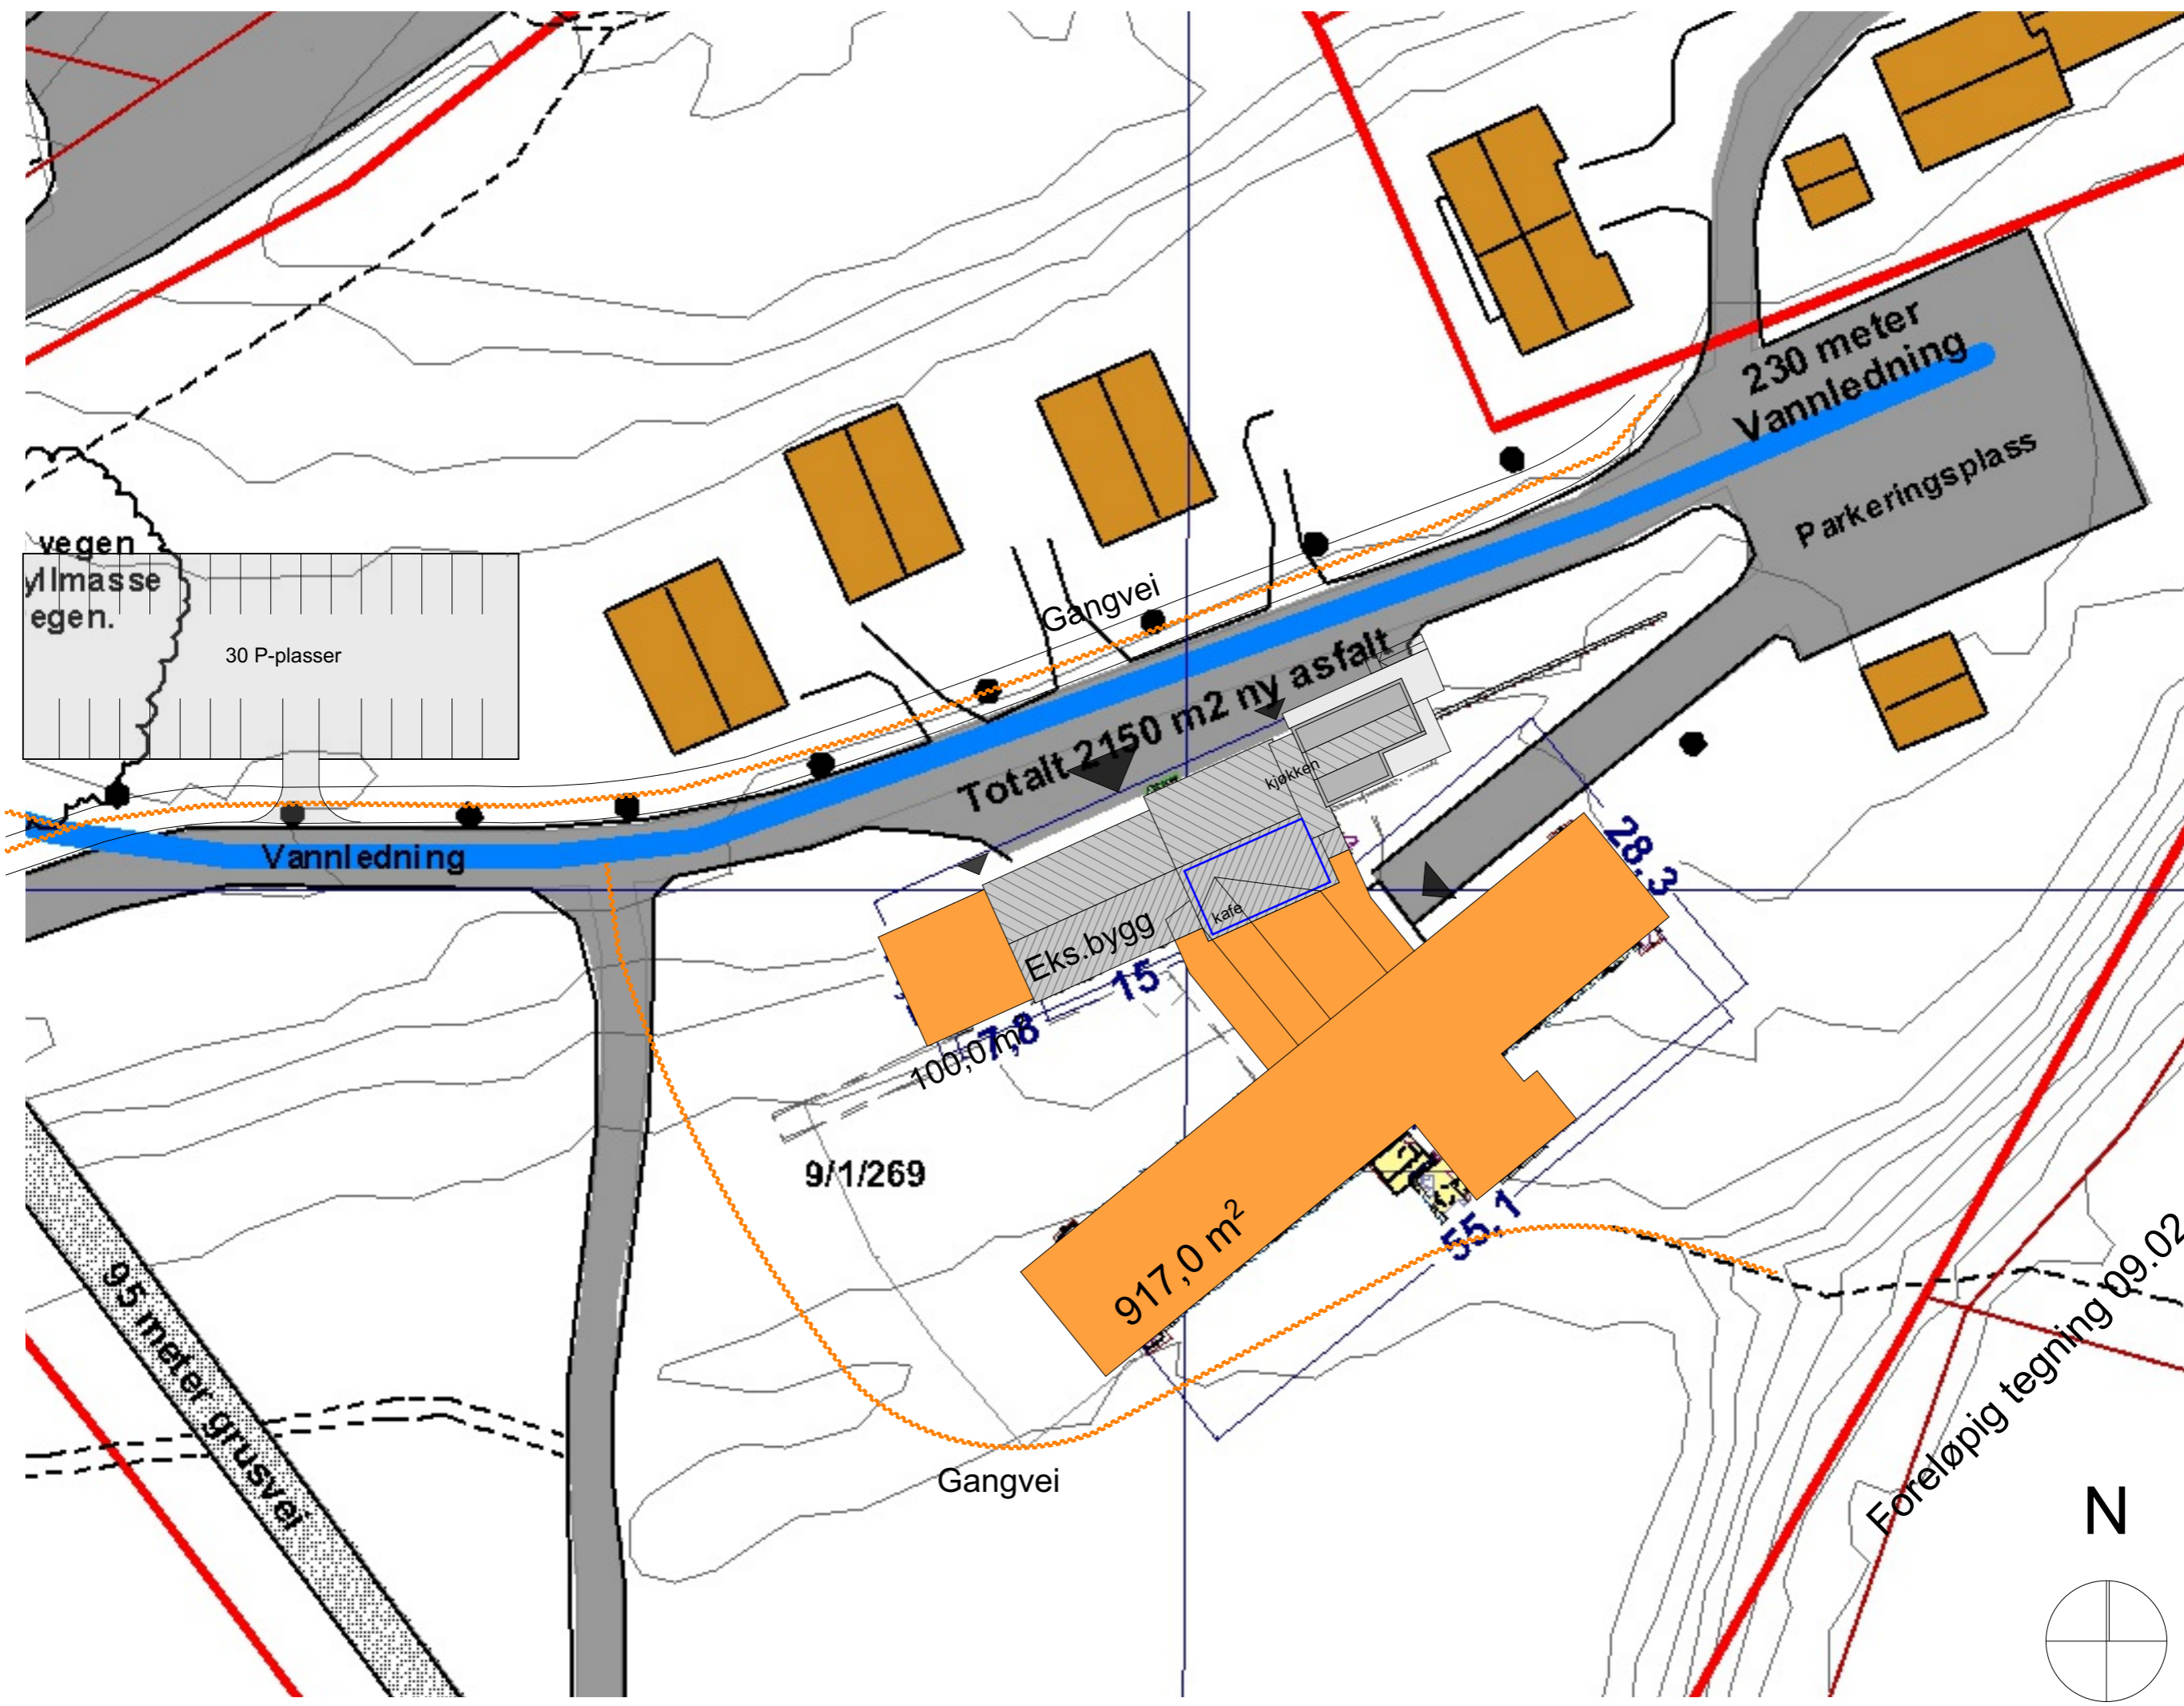 230 meter
Vannledning
Parkeringsplass
vegen
yllmasse
egen.
30 P-plasser
Gangvei
Totalt 2150 m2 ny asfalt
kjøkken
Vannledning
28,3
kafe
Eks.bygg
15
7,8
100,0 m²
9/1/269
55,1
917,0 m²
95 meter grusvei
Gangvei
Foreløpig tegning 09.02
N